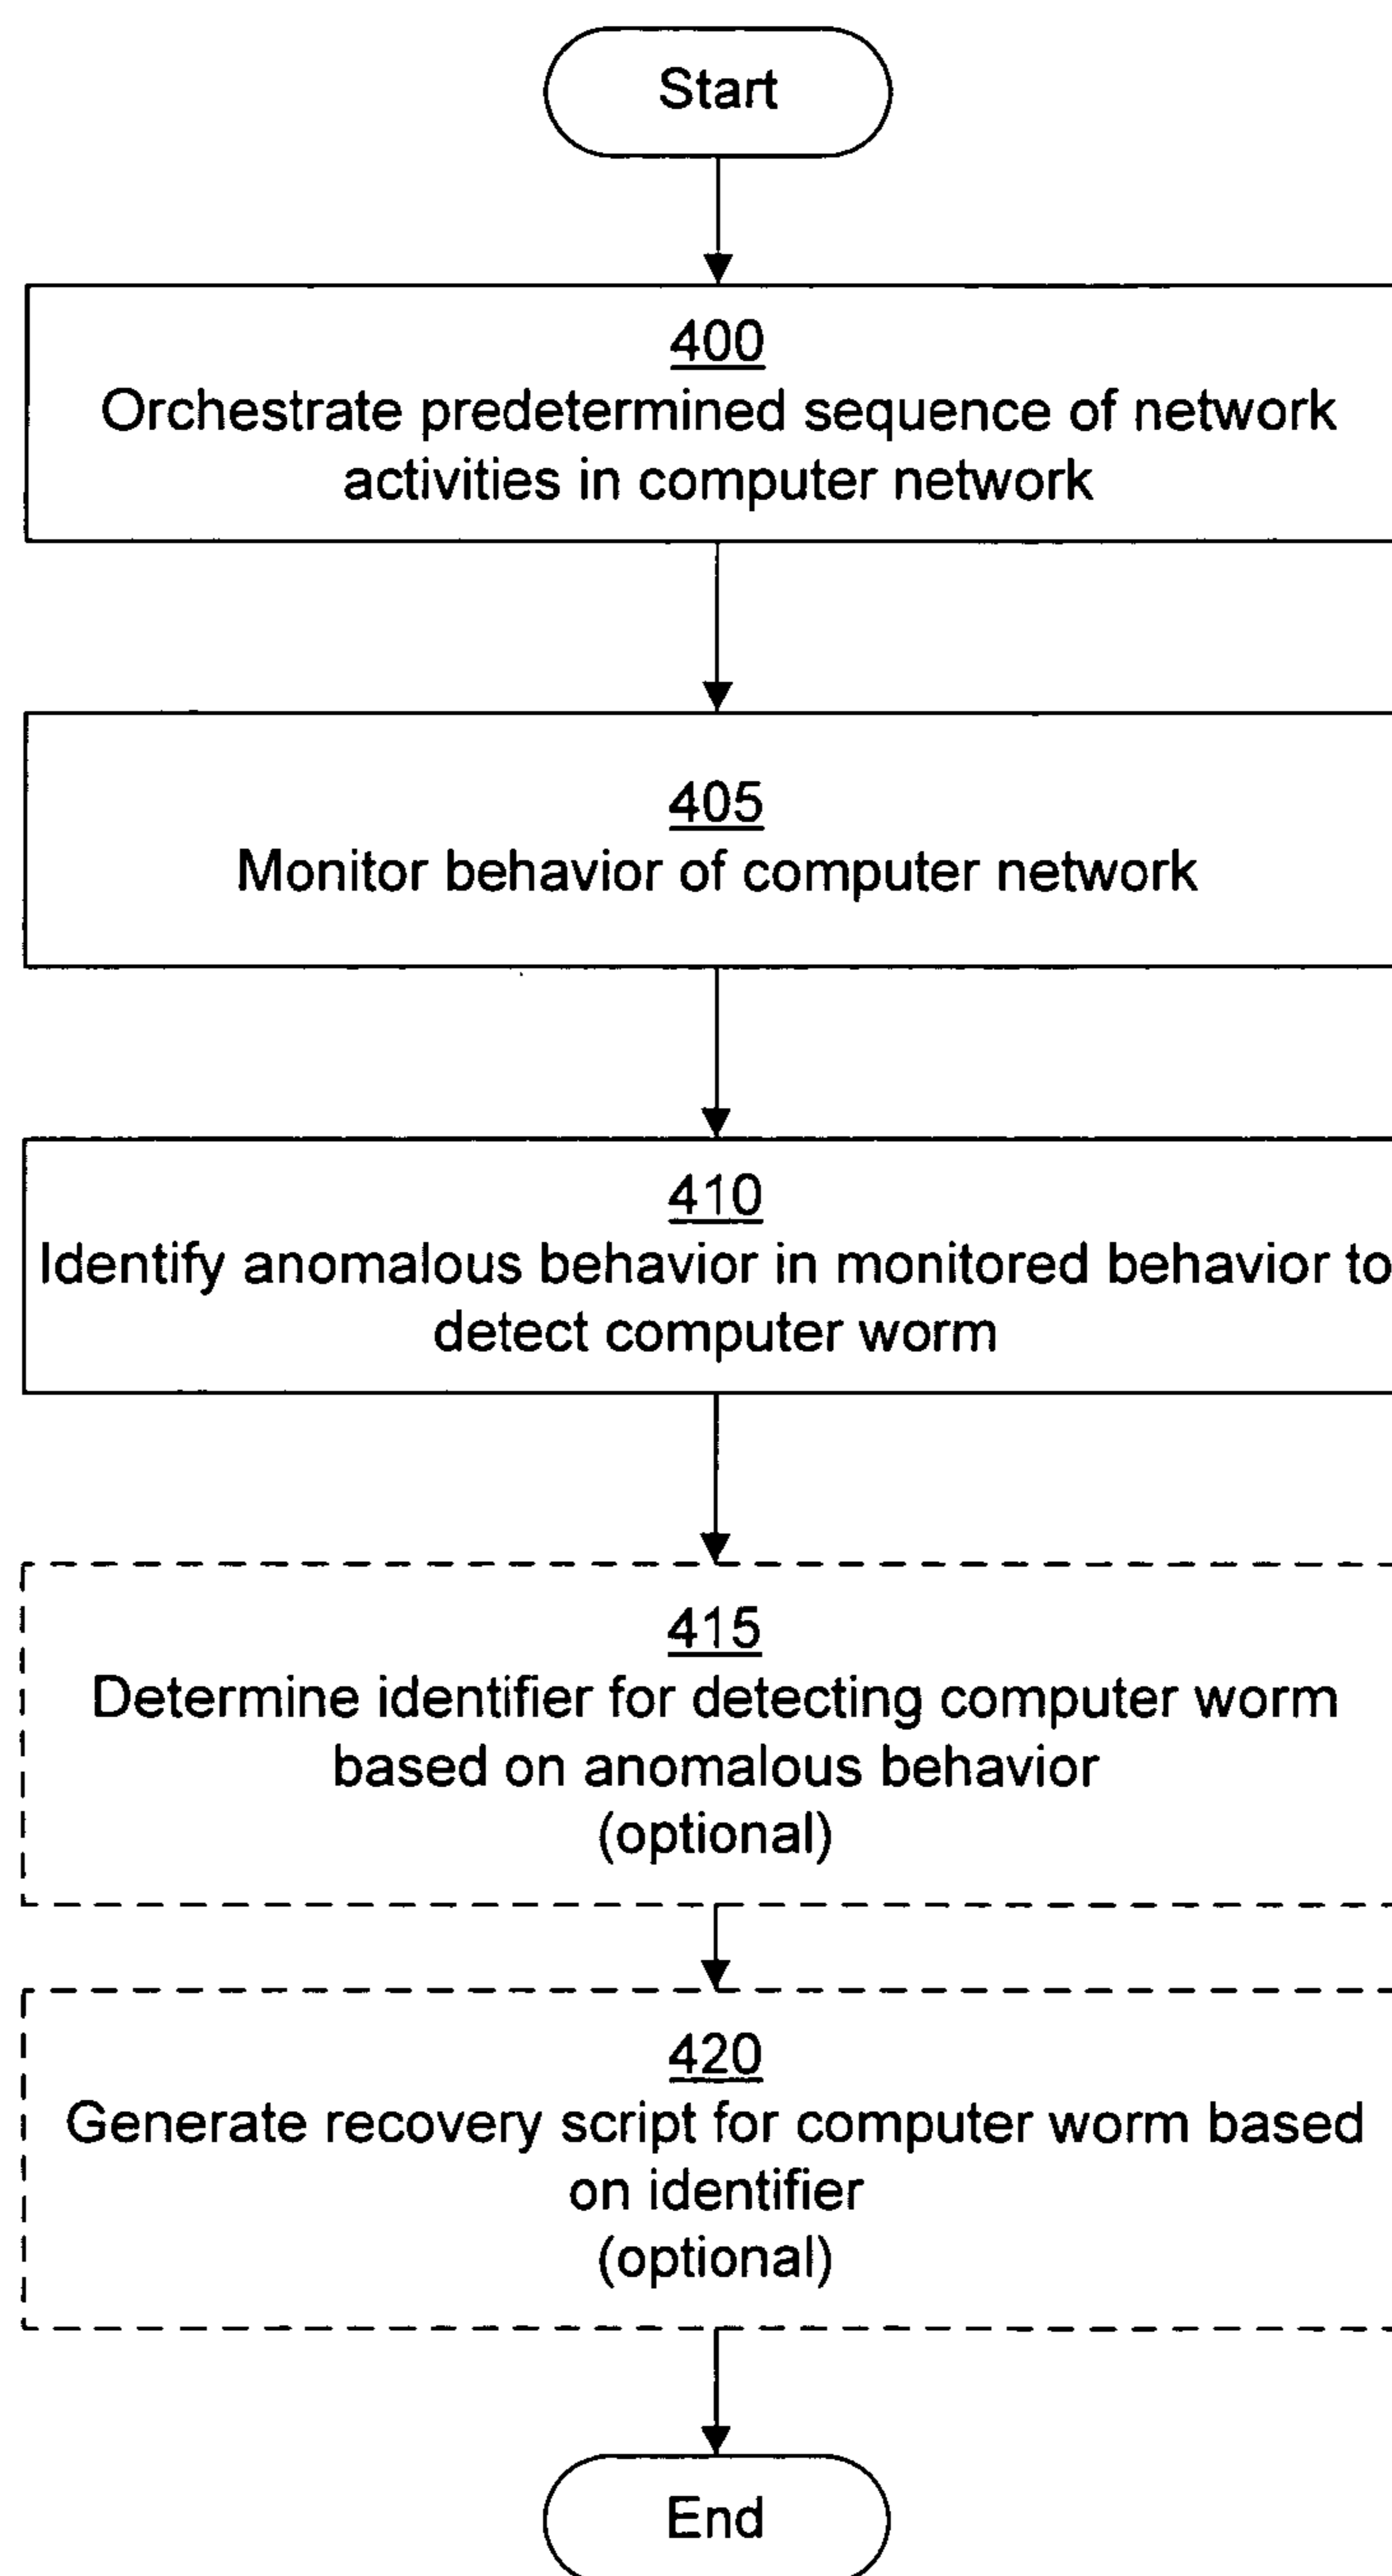 Start
400
Orchestrate predetermined sequence of network
activities in computer network
405
Monitor behavior of computer network
410
Identify anomalous behavior in monitored behavior to
detect computer worm
415
Determine identifier for detecting computer worm
based on anomalous behavior
(optional)
420
Generate recovery script for computer worm based
on identifier
(optional)
End